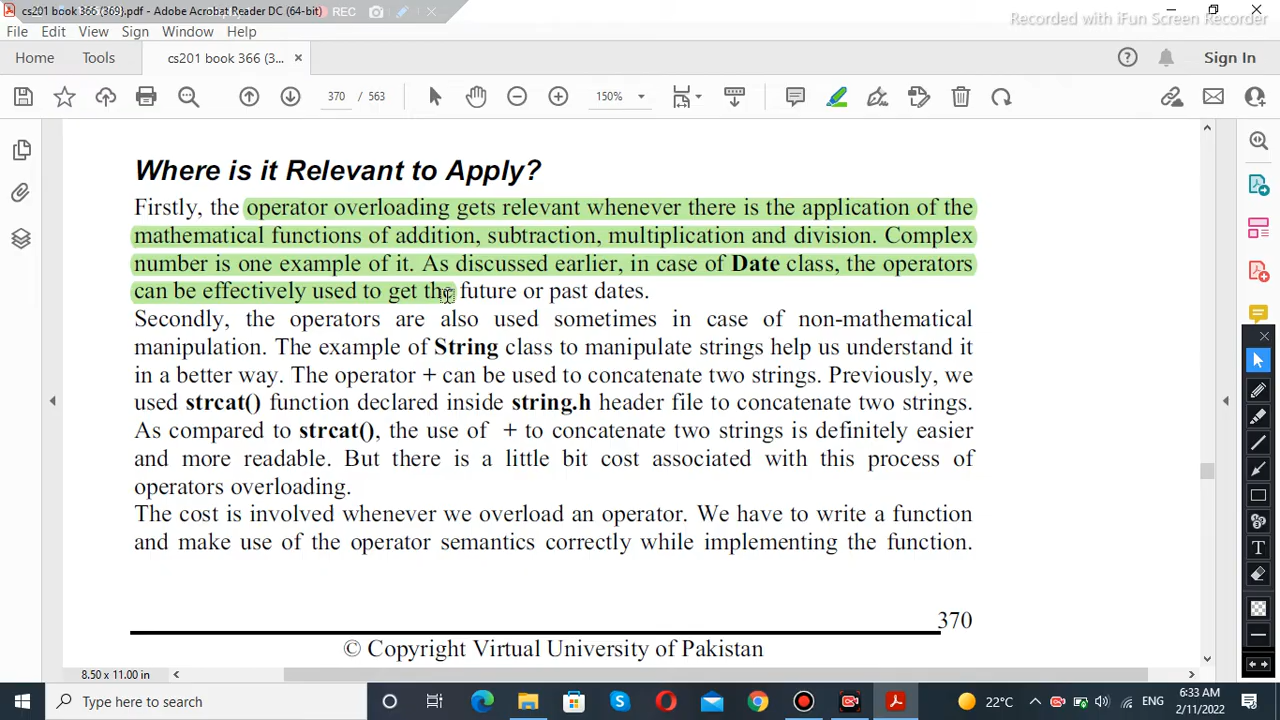 cs201 book 366 (369).pdf - Adobe Acrobat Reader DC (64-bit)
REC
Recorded with iFun Screen Recorder
File Edit View Sign Window Help
Home Tools cs201 book 366 (3... Sign In
370 / 563 150%
Where is it Relevant to Apply?
Firstly, the operator overloading gets relevant whenever there is the application of the
mathematical functions of addition, subtraction, multiplication and division. Complex
number is one example of it. As discussed earlier, in case of Date class, the operators
can be effectively used to get the future or past dates.
Secondly, the operators are also used sometimes in case of non-mathematical
manipulation. The example of String class to manipulate strings help us understand it
in a better way. The operator + can be used to concatenate two strings. Previously, we
used strcat() function declared inside string.h header file to concatenate two strings.
As compared to strcat(), the use of + to concatenate two strings is definitely easier
and more readable. But there is a little bit cost associated with this process of
operators overloading.
The cost is involved whenever we overload an operator. We have to write a function
and make use of the operator semantics correctly while implementing the function.
370
© Copyright Virtual University of Pakistan
8.50 x 11.00 in
Type here to search
22°C ENG 6:33 AM
2/11/2022